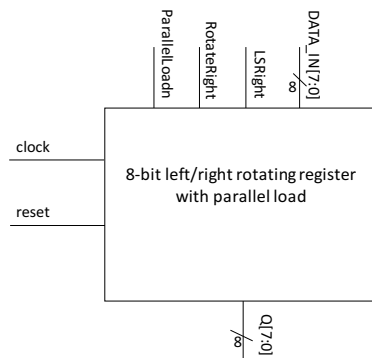 ParallelLoadn
RotateRight
LSRight
DATA_IN[7:0]
8
clock
8-bit left/right rotating register
with parallel load
reset
Q[7:0]
8